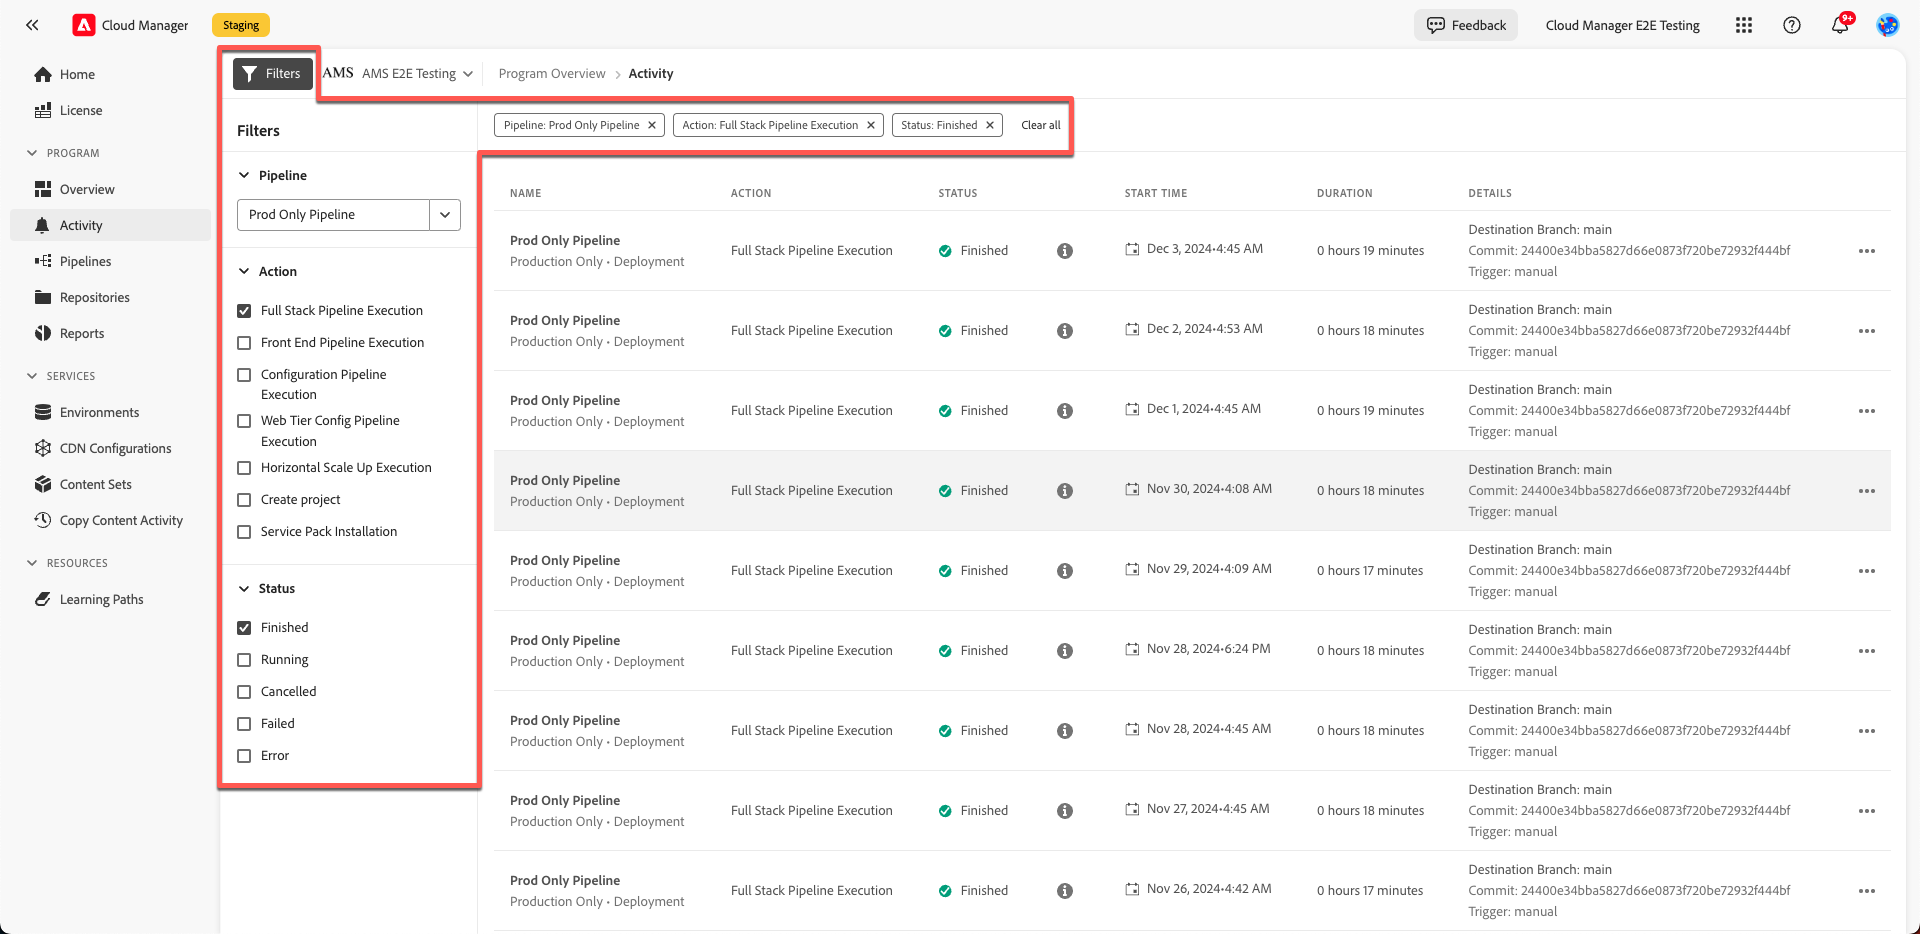 Cloud Manager
Staging
Feedback
Cloud Manager E2E Testing
9+
Home
License
PROGRAM
Overview
Activity
Pipelines
Repositories
Reports
SERVICES
Environments
CDN Configurations
Content Sets
Copy Content Activity
RESOURCES
Learning Paths
Filters
AMS AMS E2E Testing
Program Overview > Activity
Filters
Pipeline
Prod Only Pipeline
Action
Full Stack Pipeline Execution
Front End Pipeline Execution
Configuration Pipeline
Execution
Web Tier Config Pipeline
Execution
Horizontal Scale Up Execution
Create project
Service Pack Installation
Status
Finished
Running
Cancelled
Failed
Error
Pipeline: Prod Only Pipeline
Action: Full Stack Pipeline Execution
Status: Finished
Clear all
NAME ACTION STATUS START TIME DURATION DETAILS
Destination Branch: main
Prod Only Pipeline
Full Stack Pipeline Execution Finished Dec 3, 2024•4:45 AM 0 hours 19 minutes Commit: 24400e34bba5827d66e0873f720be72932f444bf
Production Only • Deployment
Trigger: manual
Destination Branch: main
Prod Only Pipeline
Full Stack Pipeline Execution Finished Dec 2, 2024•4:53 AM 0 hours 18 minutes Commit: 24400e34bba5827d66e0873f720be72932f444bf
Production Only • Deployment
Trigger: manual
Destination Branch: main
Prod Only Pipeline
Full Stack Pipeline Execution Finished Dec 1, 2024•4:45 AM 0 hours 19 minutes Commit: 24400e34bba5827d66e0873f720be72932f444bf
Production Only • Deployment
Trigger: manual
Destination Branch: main
Prod Only Pipeline
Full Stack Pipeline Execution Finished Nov 30, 2024•4:08 AM 0 hours 18 minutes Commit: 24400e34bba5827d66e0873f720be72932f444bf
Production Only • Deployment
Trigger: manual
Destination Branch: main
Prod Only Pipeline
Full Stack Pipeline Execution Finished Nov 29, 2024•4:09 AM 0 hours 17 minutes Commit: 24400e34bba5827d66e0873f720be72932f444bf
Production Only • Deployment
Trigger: manual
Destination Branch: main
Prod Only Pipeline
Full Stack Pipeline Execution Finished Nov 28, 2024•6:24 PM 0 hours 18 minutes Commit: 24400e34bba5827d66e0873f720be72932f444bf
Production Only • Deployment
Trigger: manual
Destination Branch: main
Prod Only Pipeline
Full Stack Pipeline Execution Finished Nov 28, 2024•4:45 AM 0 hours 18 minutes Commit: 24400e34bba5827d66e0873f720be72932f444bf
Production Only • Deployment
Trigger: manual
Destination Branch: main
Prod Only Pipeline
Full Stack Pipeline Execution Finished Nov 27, 2024•4:45 AM 0 hours 18 minutes Commit: 24400e34bba5827d66e0873f720be72932f444bf
Production Only • Deployment
Trigger: manual
Destination Branch: main
Prod Only Pipeline
Full Stack Pipeline Execution Finished Nov 26, 2024•4:42 AM 0 hours 17 minutes Commit: 24400e34bba5827d66e0873f720be72932f444bf
Production Only • Deployment
Trigger: manual